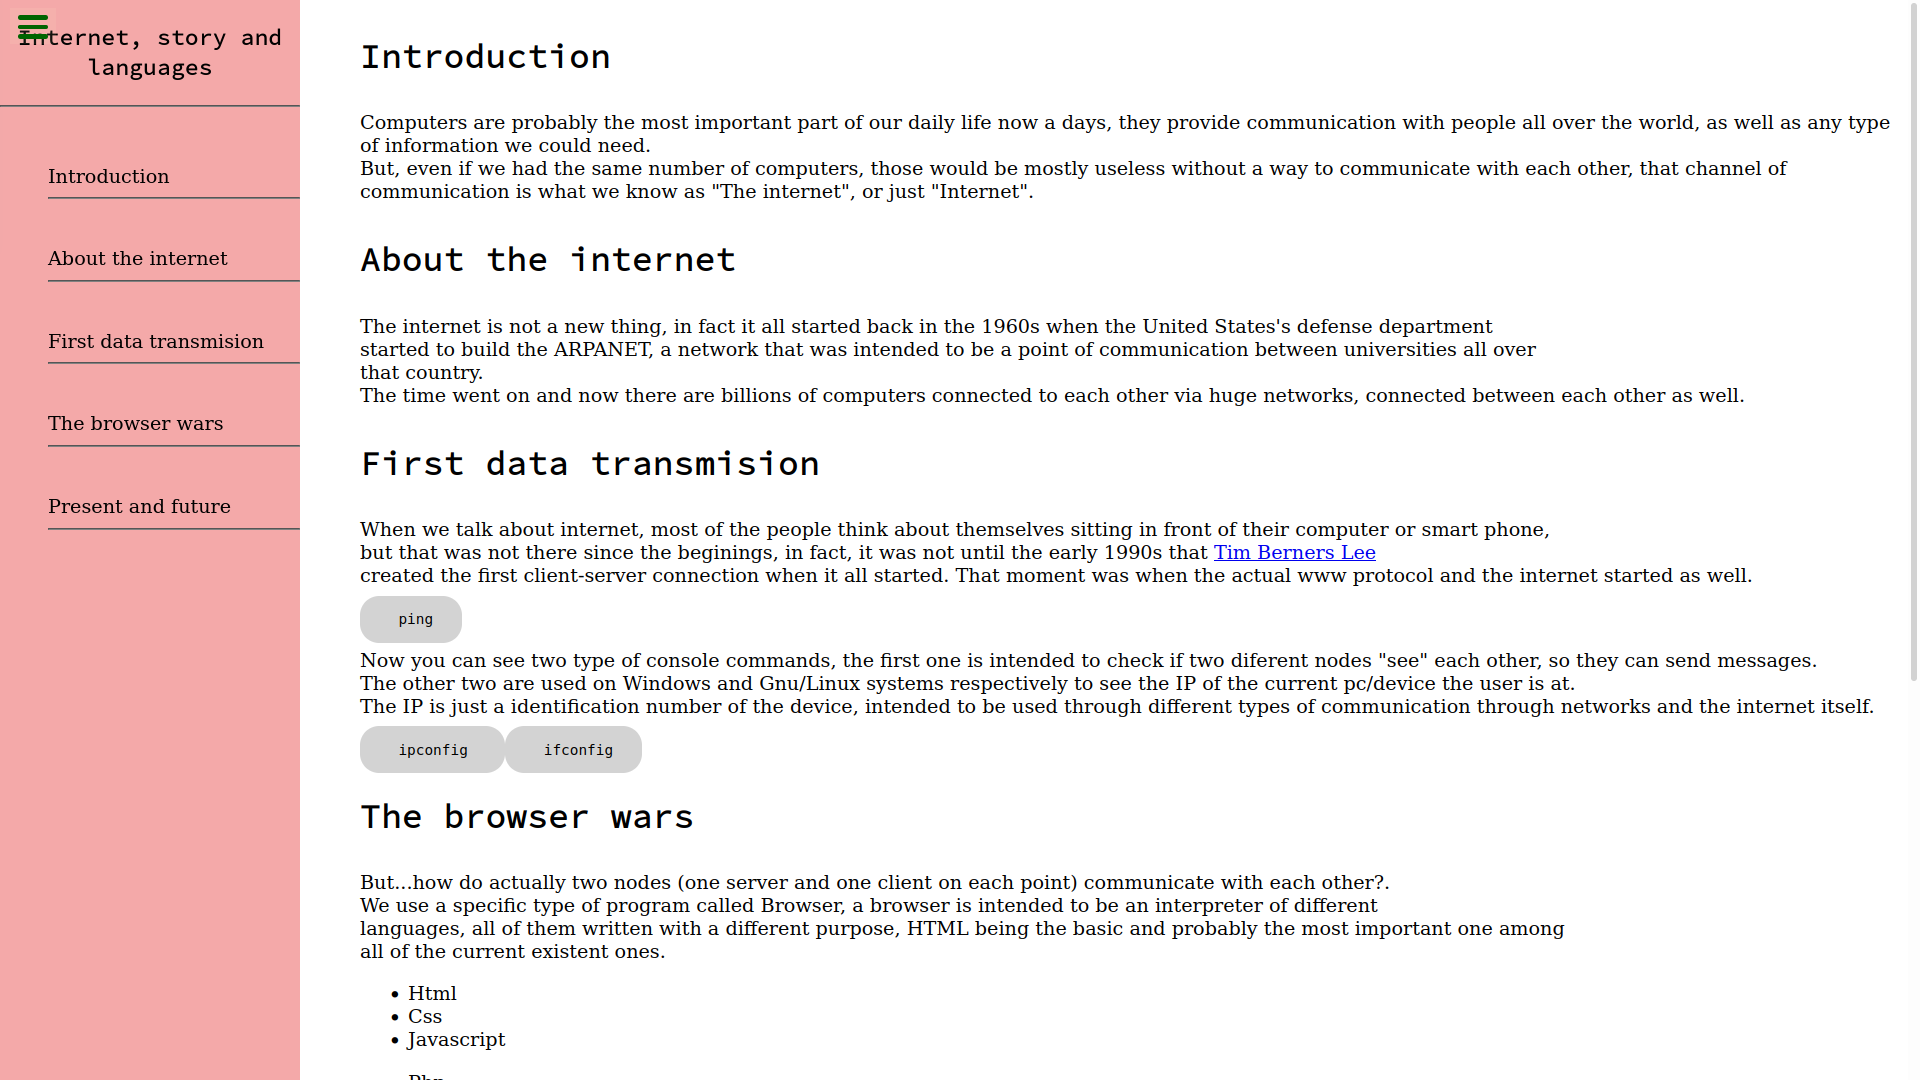 Internet, story and
languages
Introduction
About the internet
First data transmision
The browser wars
Present and future
Introduction
Computers are probably the most important part of our daily life now a days, they provide communication with people all over the world, as well as any type
of information we could need.
But, even if we had the same number of computers, those would be mostly useless without a way to communicate with each other, that channel of
communication is what we know as "The internet", or just "Internet".
About the internet
The internet is not a new thing, in fact it all started back in the 1960s when the United States's defense department
started to build the ARPANET, a network that was intended to be a point of communication between universities all over
that country.
The time went on and now there are billions of computers connected to each other via huge networks, connected between each other as well.
First data transmision
When we talk about internet, most of the people think about themselves sitting in front of their computer or smart phone,
but that was not there since the beginings, in fact, it was not until the early 1990s that Tim Berners Lee
created the first client-server connection when it all started. That moment was when the actual www protocol and the internet started as well.
ping
Now you can see two type of console commands, the first one is intended to check if two diferent nodes "see" each other, so they can send messages.
The other two are used on Windows and Gnu/Linux systems respectively to see the IP of the current pc/device the user is at.
The IP is just a identification number of the device, intended to be used through different types of communication through networks and the internet itself.
ipconfig ifconfig
The browser wars
But...how do actually two nodes (one server and one client on each point) communicate with each other?.
We use a specific type of program called Browser, a browser is intended to be an interpreter of different
languages, all of them written with a different purpose, HTML being the basic and probably the most important one among
all of the current existent ones.
• Html
• Css
• Javascript
Php